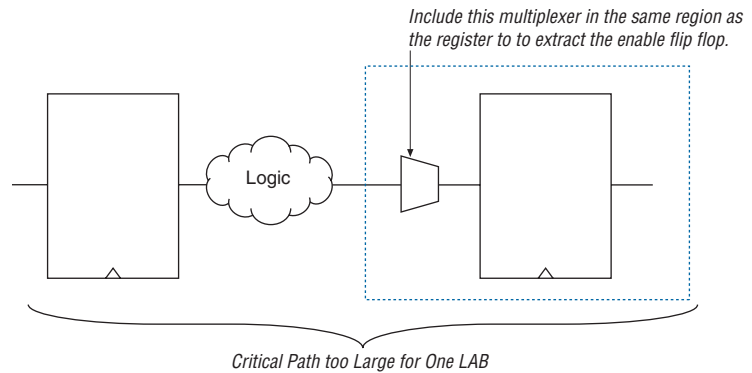 Include this multiplexer in the same region as
the register to to extract the enable flip flop.
Logic
Critical Path too Large for One LAB